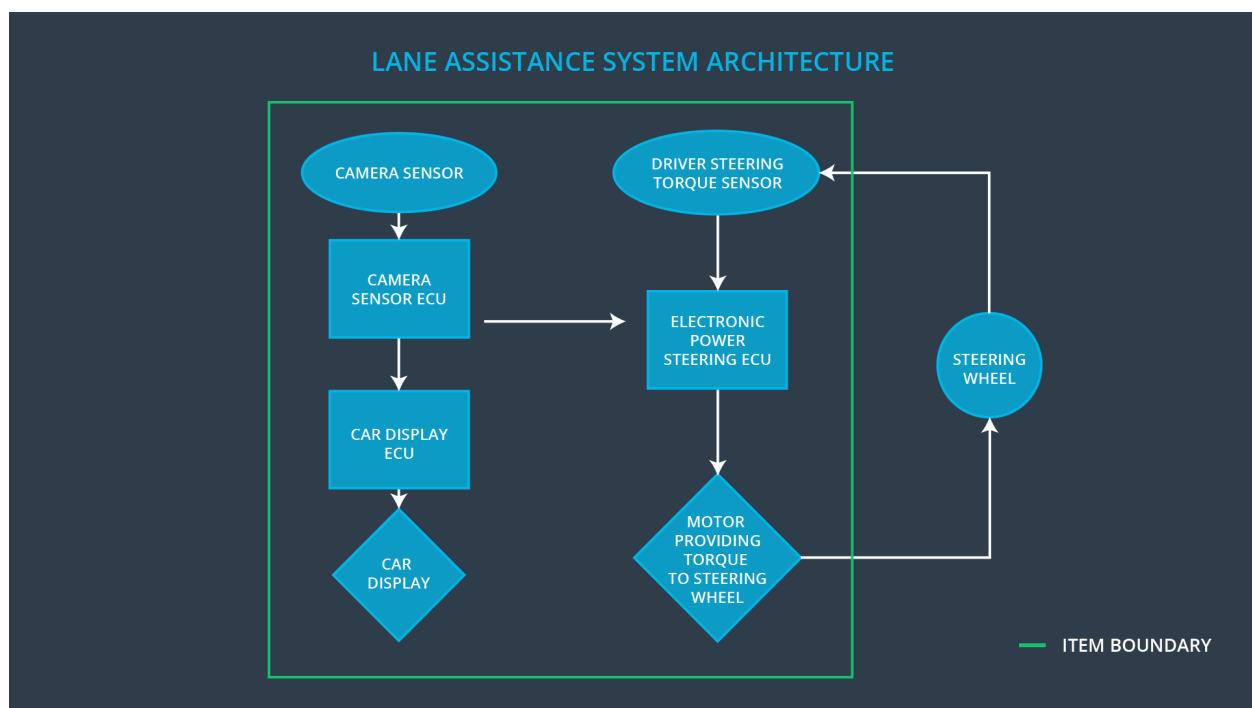 LANE ASSISTANCE SYSTEM ARCHITECTURE
CAMERA SENSOR
CAMERA
SENSOR ECU
CAR DISPLAY
ECU
CAR
DISPLAY
DRIVER STEERING
TORQUE SENSOR
ELECTRONIC
POWER
STEERING ECU
MOTOR
PROVIDING
TORQUE
TO STEERING
WHEEL
STEERING
WHEEL
ITEM BOUNDARY